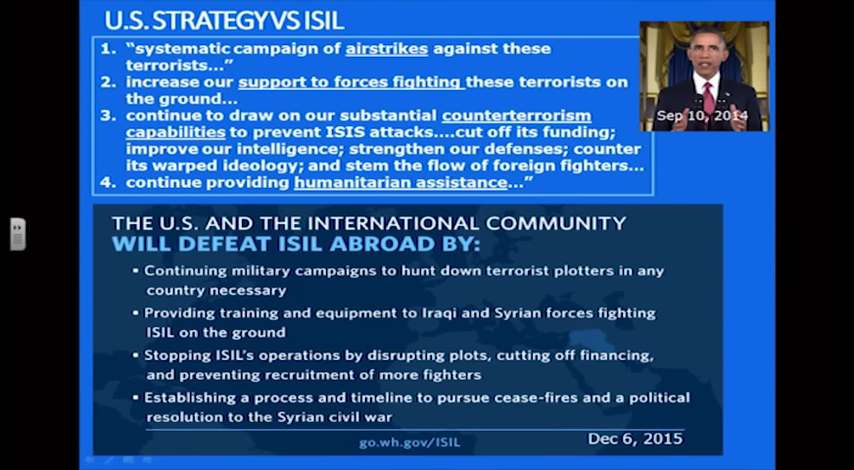 U.S. STRATEGY VS ISIL
1. “systematic campaign of airstrikes against these
terrorists…”
2. increase our support to forces fighting these terrorists on
the ground…
3. continue to draw on our substantial counterterrorism
capabilities to prevent ISIS attacks….cut off its funding;
improve our intelligence; strengthen our defenses; counter
its warped ideology; and stem the flow of foreign fighters…
4. continue providing humanitarian assistance…”
Sep 10, 2014
THE U.S. AND THE INTERNATIONAL COMMUNITY
WILL DEFEAT ISIL ABROAD BY:
▪ Continuing military campaigns to hunt down terrorist plotters in any
country necessary
▪ Providing training and equipment to Iraqi and Syrian forces fighting
ISIL on the ground
▪ Stopping ISIL’s operations by disrupting plots, cutting off financing,
and preventing recruitment of more fighters
▪ Establishing a process and timeline to pursue cease-fires and a political
resolution to the Syrian civil war
go.wh.gov/ISIL
Dec 6, 2015